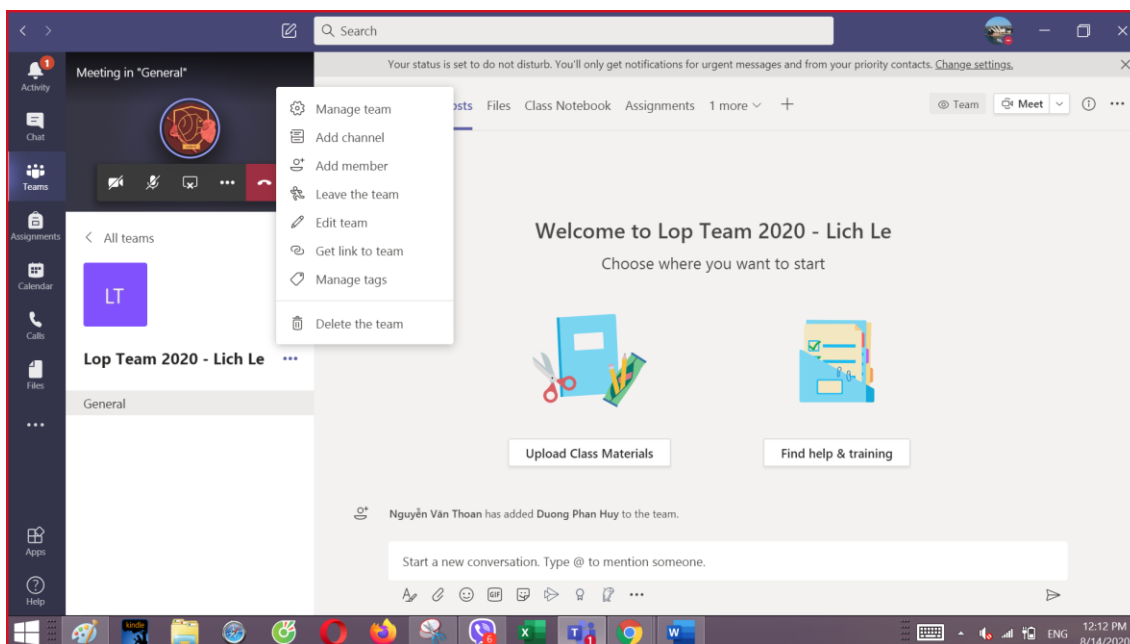 Search
Your status is set to do not disturb. You'll only get notifications for urgent messages and from your priority contacts. Change settings.
1
Activity
Chat
Teams
Assignments
Calendar
Calls
Files
Apps
Help
Meeting in "General"
All teams
LT
Lop Team 2020 - Lich Le
General
Manage team
Add channel
Add member
Leave the team
Edit team
Get link to team
Manage tags
Delete the team
Files Class Notebook Assignments 1 more
Team Meet
Welcome to Lop Team 2020 - Lich Le
Choose where you want to start
Upload Class Materials Find help & training
Nguyễn Văn Thoan has added Duong Phan Huy to the team.
Start a new conversation. Type @ to mention someone.
GIF
kindle
6
1
ENG
12:12 PM